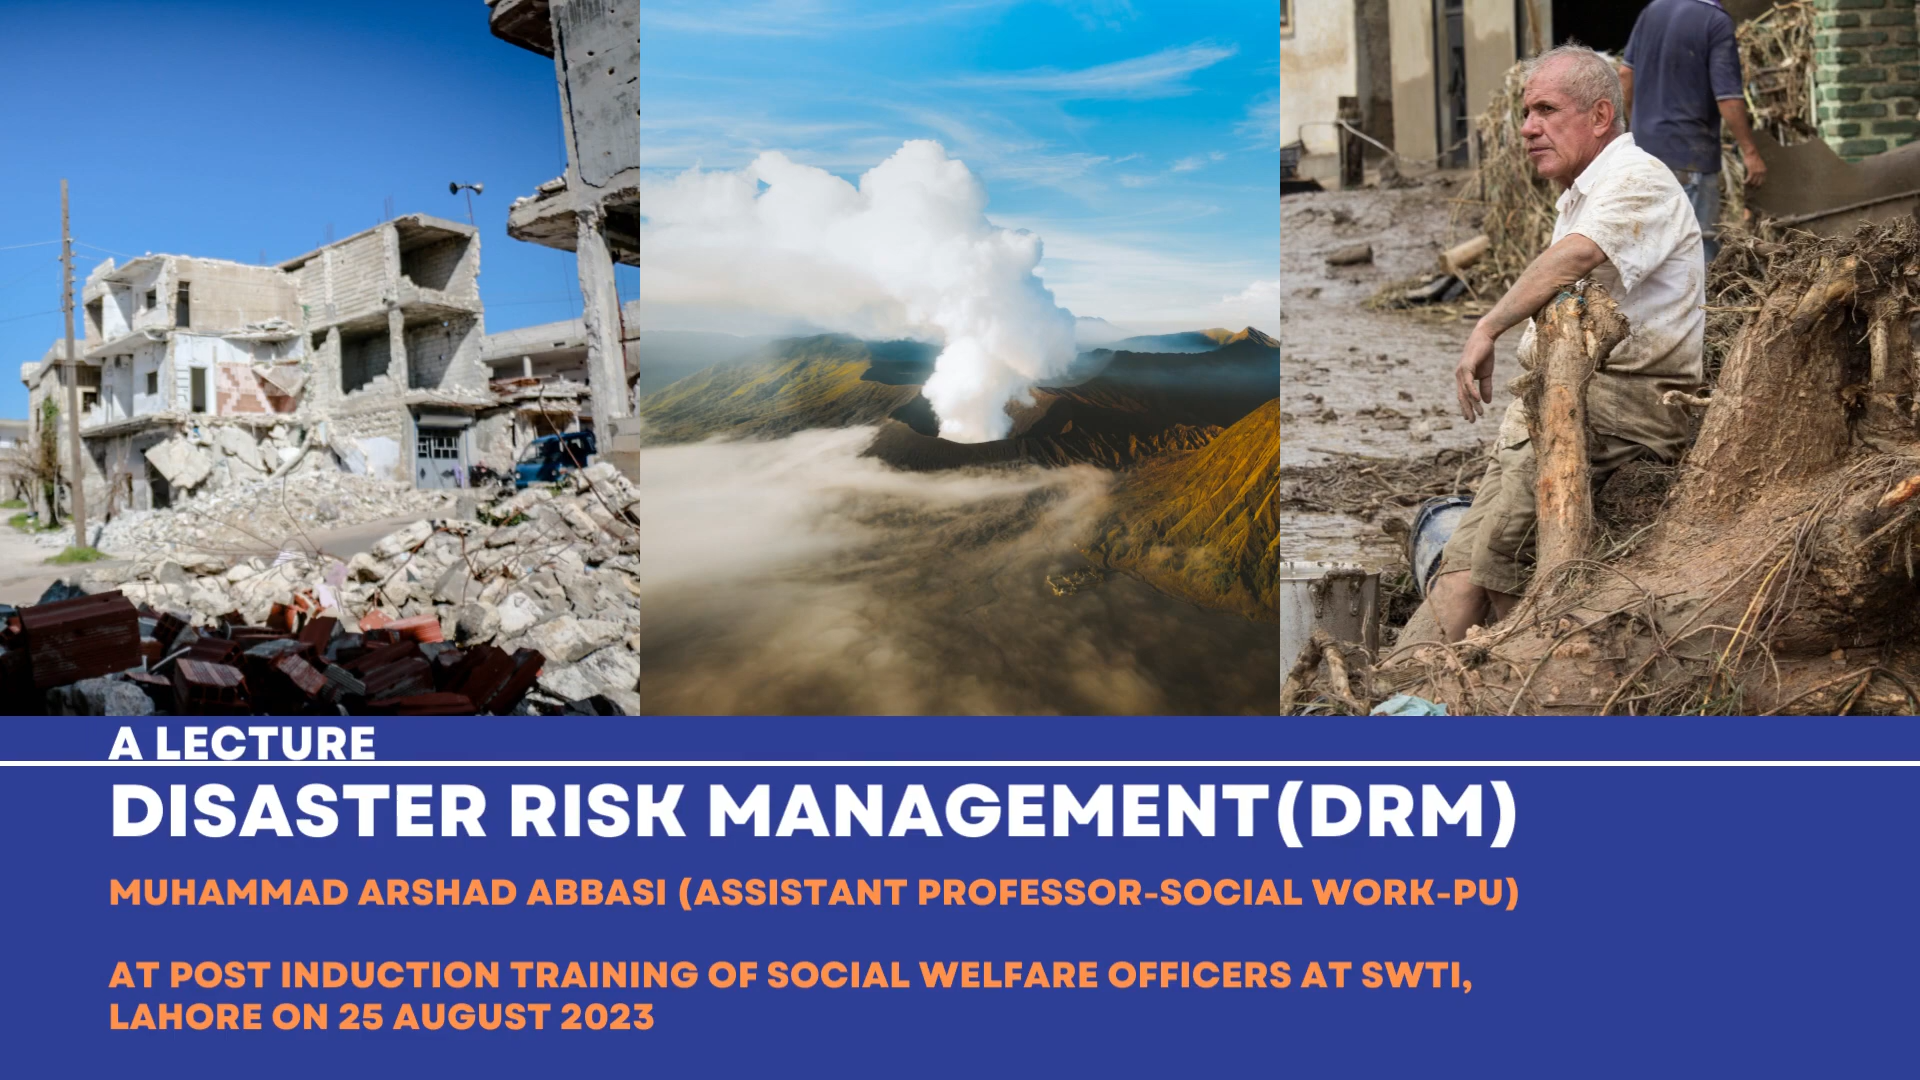 A LECTURE
DISASTER RISK MANAGEMENT(DRM)
MUHAMMAD ARSHAD ABBASI (ASSISTANT PROFESSOR-SOCIAL WORK-PU)
AT POST INDUCTION TRAINING OF SOCIAL WELFARE OFFICERS AT SWTI,
LAHORE ON 25 AUGUST 2023